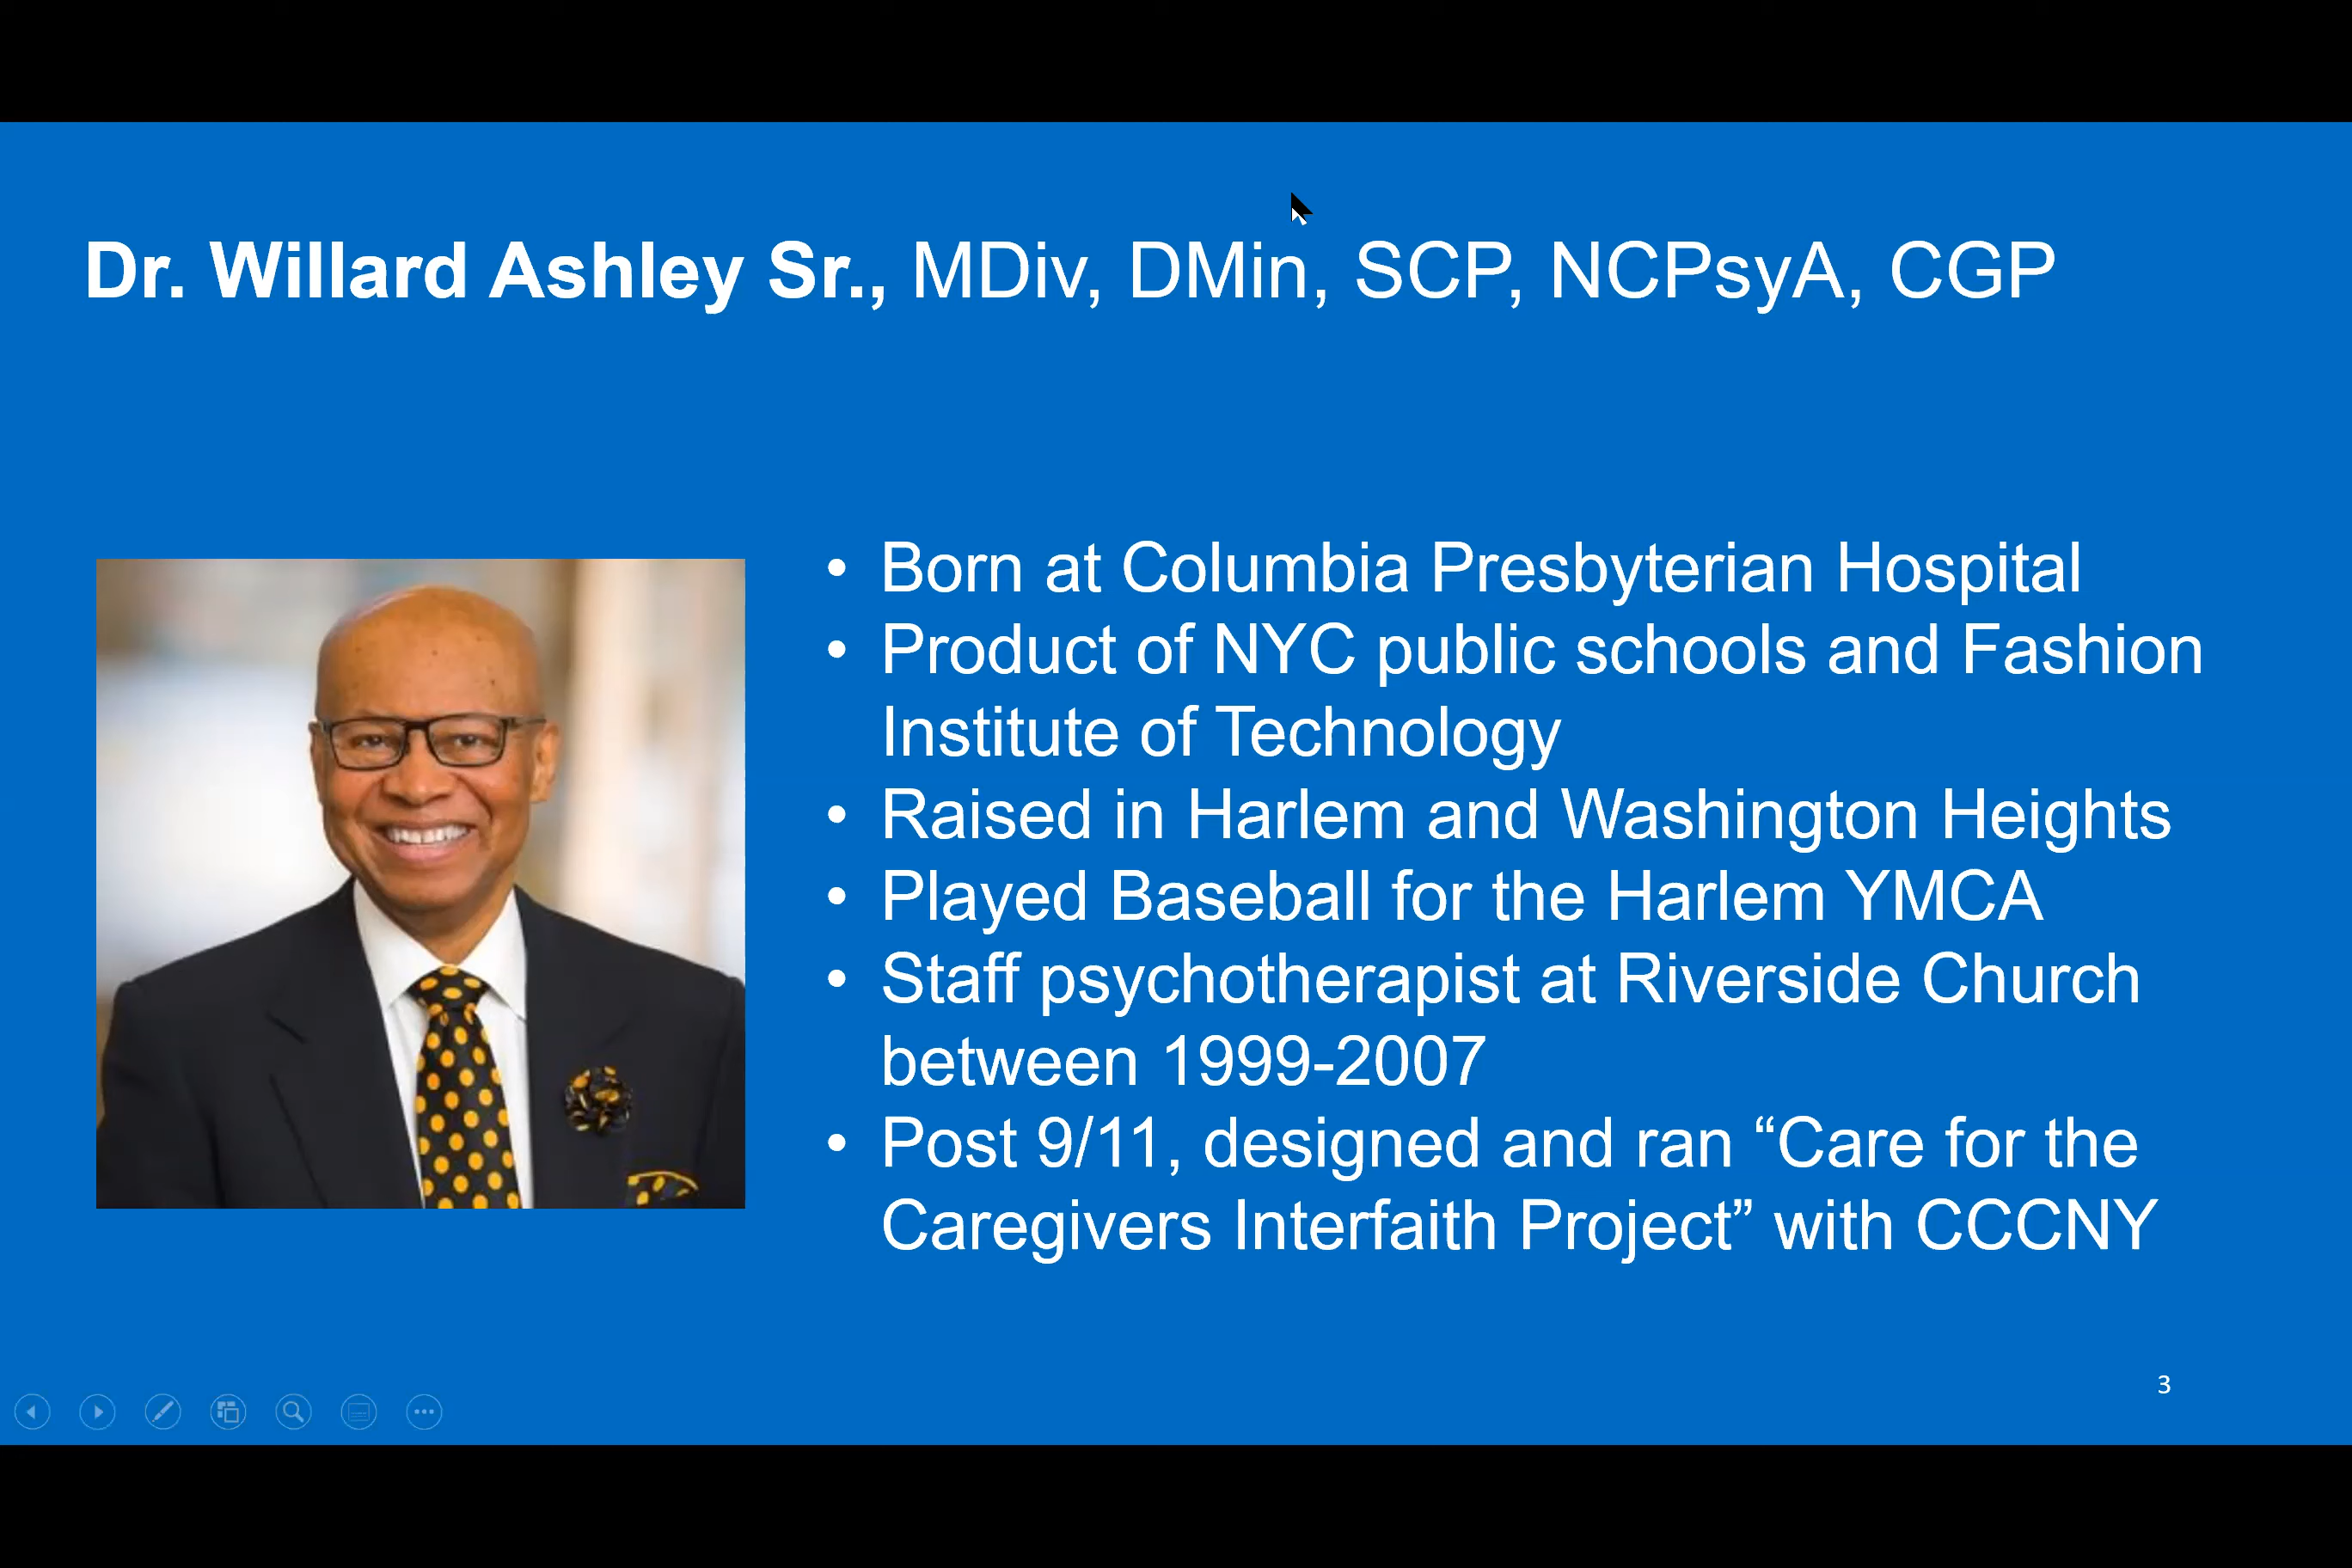 Dr. Willard Ashley Sr., MDiv, DMin, SCP, NCPsyA, CGP
• Born at Columbia Presbyterian Hospital
• Product of NYC public schools and Fashion
Institute of Technology
• Raised in Harlem and Washington Heights
• Played Baseball for the Harlem YMCA
• Staff psychotherapist at Riverside Church
between 1999-2007
• Post 9/11, designed and ran “Care for the
Caregivers Interfaith Project” with CCCNY
3